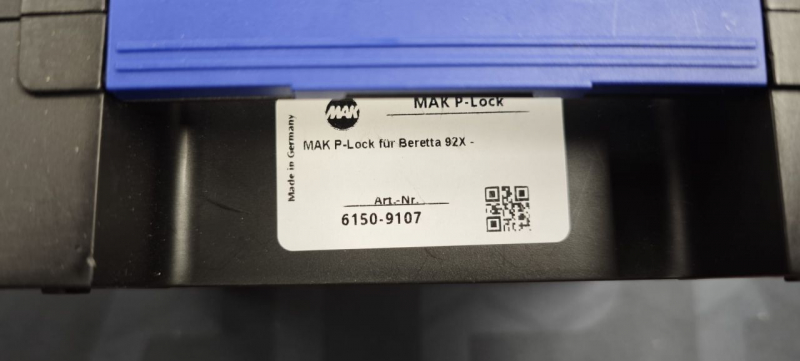 MAK
MAK P-Lock
Made in Germany
MAK P-Lock für Beretta 92X -
Art.-Nr.
6150-9107